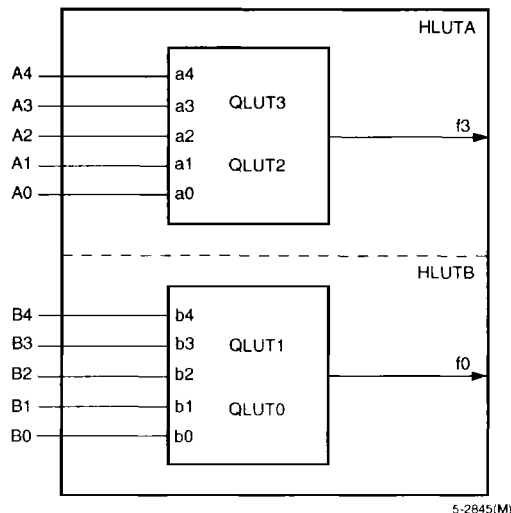 HLUTA
A4 a4
A3 a3 QLUT3
A2 a2 f3
A1 a1 QLUT2
A0 a0
HLUTB
B4 b4
B3 b3 QLUT1
B2 b2 f0
B1 b1 QLUT0
B0 b0
5-2845(M)